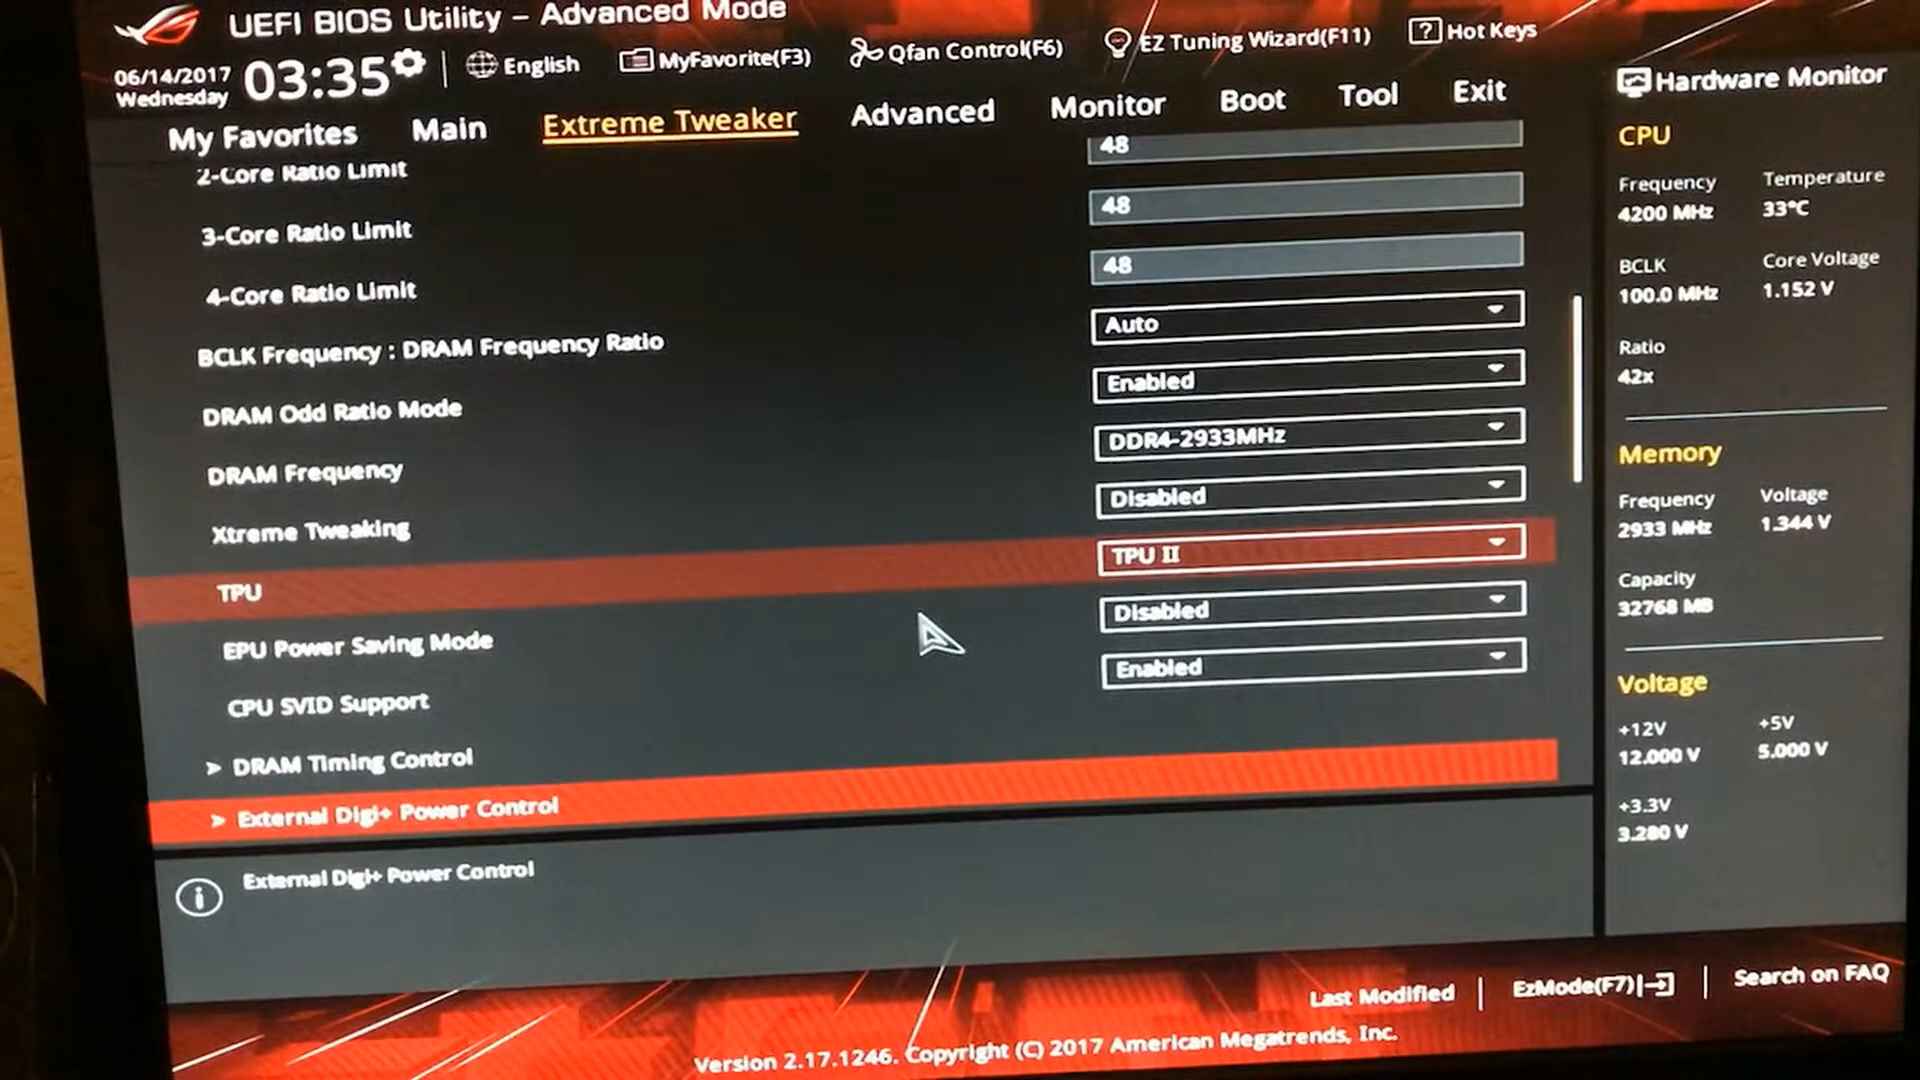 UEFI BIOS Utility – Advanced Mode
06/14/2017
Wednesday
03:35
English
MyFavorite(F3)
Qfan Control(F6)
EZ Tuning Wizard(F11)
? Hot Keys
My Favorites
Main
Extreme Tweaker
Advanced
Monitor
Boot
Tool
Exit
2-Core Ratio Limit
48
3-Core Ratio Limit
48
4-Core Ratio Limit
48
BCLK Frequency : DRAM Frequency Ratio
Auto
DRAM Odd Ratio Mode
Enabled
DRAM Frequency
DDR4-2933MHz
Xtreme Tweaking
Disabled
TPU
TPU II
EPU Power Saving Mode
Disabled
CPU SVID Support
Enabled
> DRAM Timing Control
> External Digi+ Power Control
i External Digi+ Power Control
Hardware Monitor
CPU
Frequency Temperature
4200 MHz 33°C
BCLK Core Voltage
100.0 MHz 1.152 V
Ratio
42x
Memory
Frequency Voltage
2933 MHz 1.344 V
Capacity
32768 MB
Voltage
+12V +5V
12.000 V 5.000 V
+3.3V
3.280 V
Last Modified
EzMode(F7)
Search on FAQ
Version 2.17.1246. Copyright (C) 2017 American Megatrends, Inc.